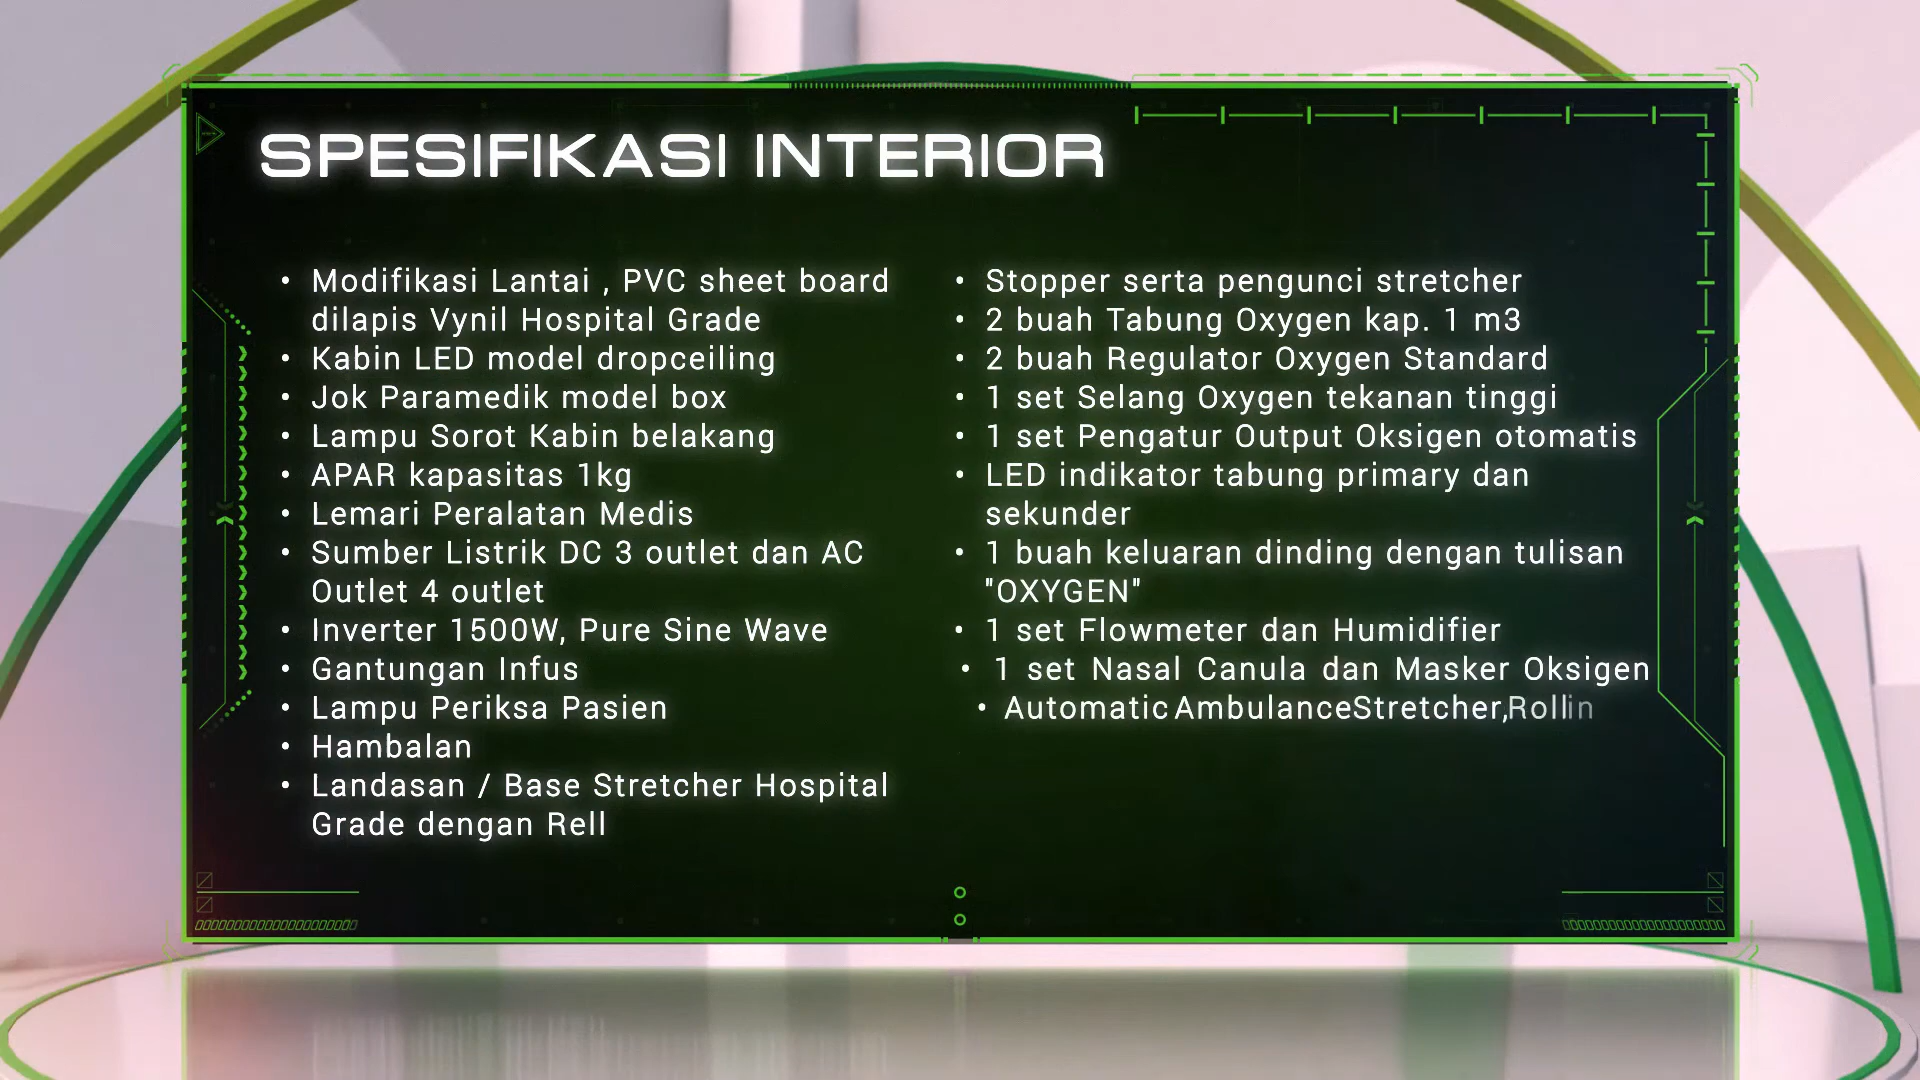 SPESIFIKASI INTERIOR
• Modifikasi Lantai , PVC sheet board
dilapis Vynil Hospital Grade
• Kabin LED model dropceiling
• Jok Paramedik model box
• Lampu Sorot Kabin belakang
• APAR kapasitas 1kg
• Lemari Peralatan Medis
• Sumber Listrik DC 3 outlet dan AC
Outlet 4 outlet
• Inverter 1500W, Pure Sine Wave
• Gantungan Infus
• Lampu Periksa Pasien
• Hambalan
• Landasan / Base Stretcher Hospital
Grade dengan Rell
• Stopper serta pengunci stretcher
• 2 buah Tabung Oxygen kap. 1 m3
• 2 buah Regulator Oxygen Standard
• 1 set Selang Oxygen tekanan tinggi
• 1 set Pengatur Output Oksigen otomatis
• LED indikator tabung primary dan
sekunder
• 1 buah keluaran dinding dengan tulisan
"OXYGEN"
• 1 set Flowmeter dan Humidifier
• 1 set Nasal Canula dan Masker Oksigen
• Automatic Ambulance Stretcher, Rollin